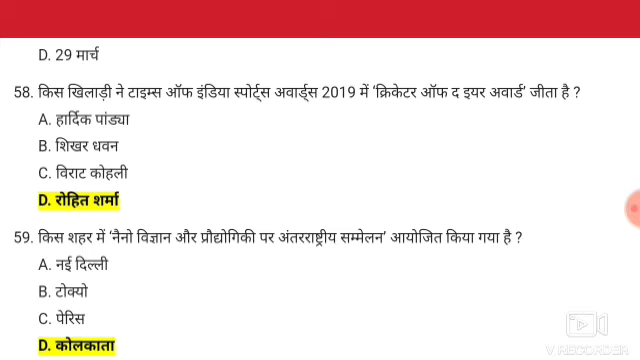 D. 29 मार्च
58. किस खिलाड़ी ने टाइम्स ऑफ इंडिया स्पोर्ट्स अवार्ड्स 2019 में ‘क्रिकेटर ऑफ द इयर अवार्ड’ जीता है ?
A. हार्दिक पांड्या
B. शिखर धवन
C. विराट कोहली
D. रोहित शर्मा
59. किस शहर में ‘नैनो विज्ञान और प्रौद्योगिकी पर अंतरराष्ट्रीय सम्मेलन’ आयोजित किया गया है ?
A. नई दिल्ली
B. टोक्यो
C. पेरिस
D. कोलकाता
V RECORDER